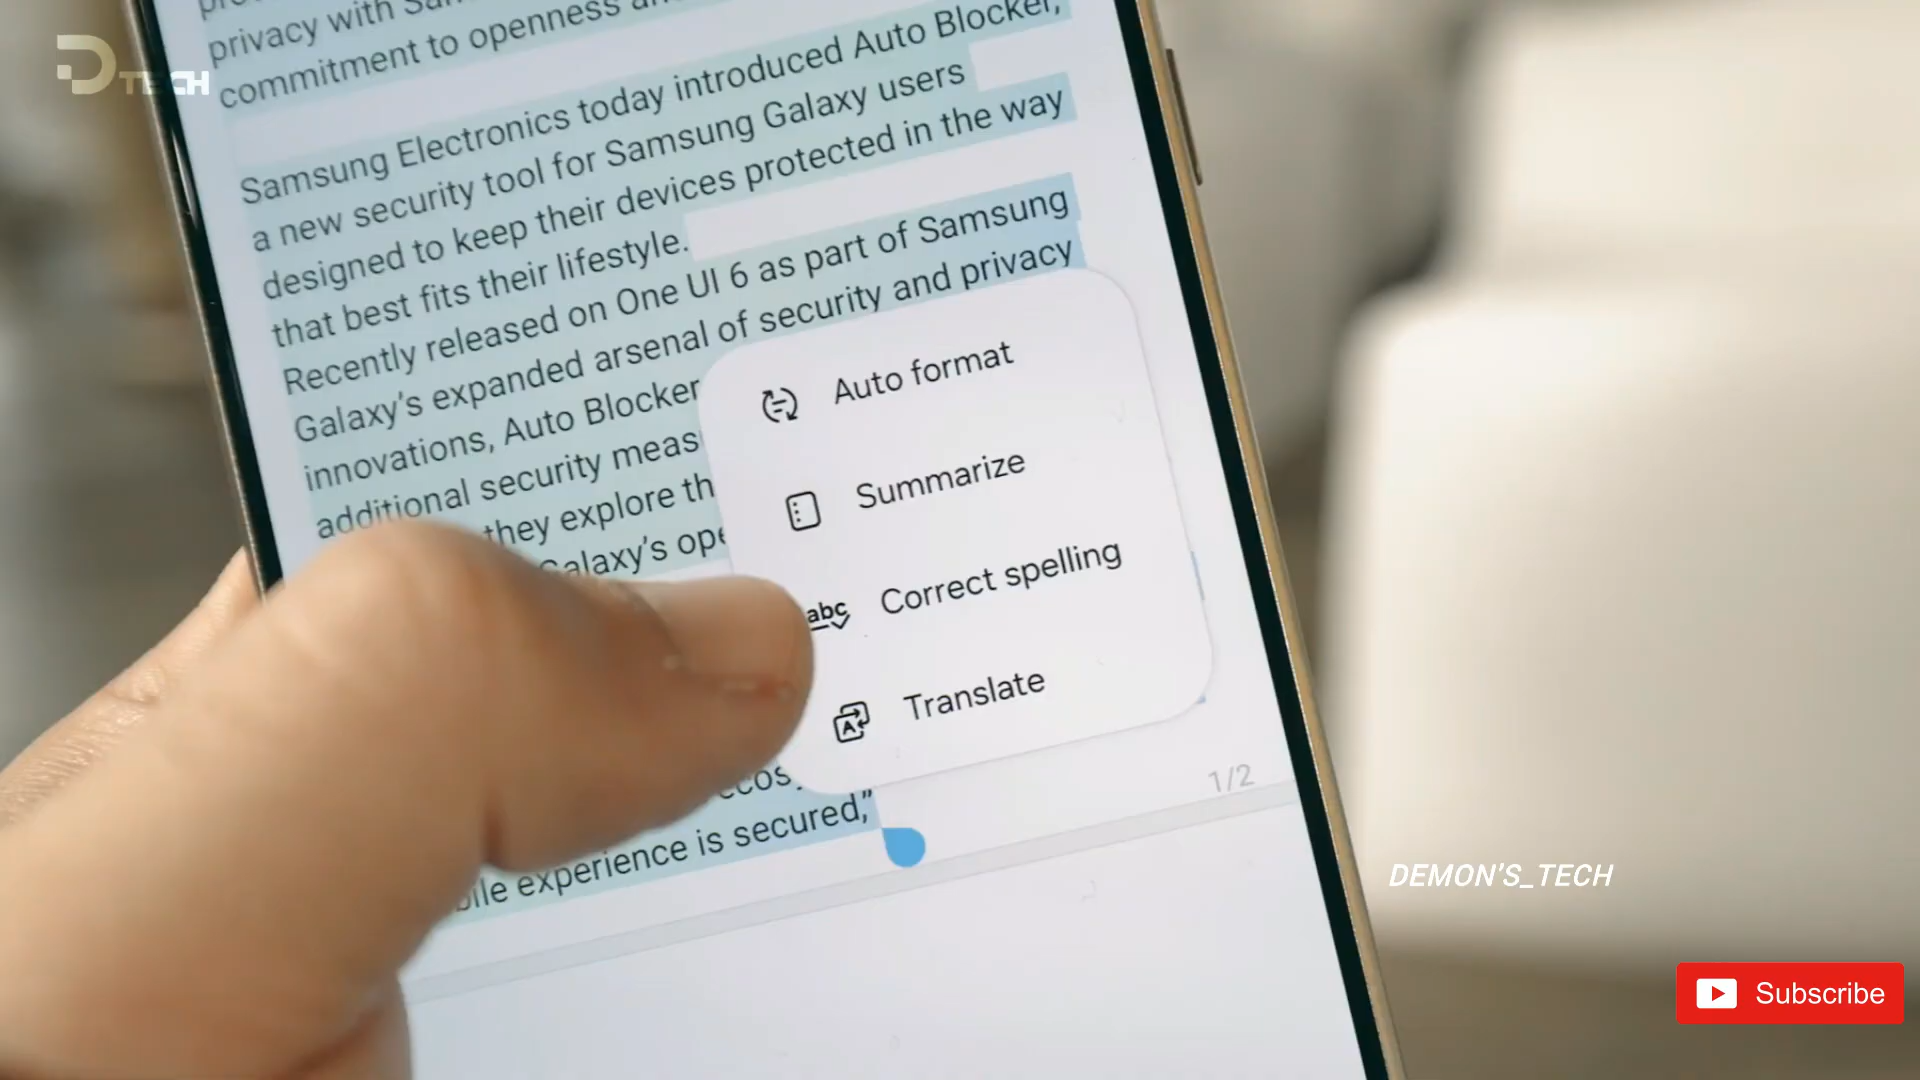 D TECH
privacy with
commitment to openness
Samsung Electronics today introduced Auto Blocker,
a new security tool for Samsung Galaxy users
designed to keep their devices protected in the way
that best fits their lifestyle.
Recently released on One UI 6 as part of Samsung
Galaxy's expanded arsenal of security and privacy
innovations, Auto Blocker
additional security meas
they explore th
Galaxy's ope
experience is secured,”
Auto format
Summarize
abc Correct spelling
A Translate
1/2
DEMON'S_TECH
Subscribe